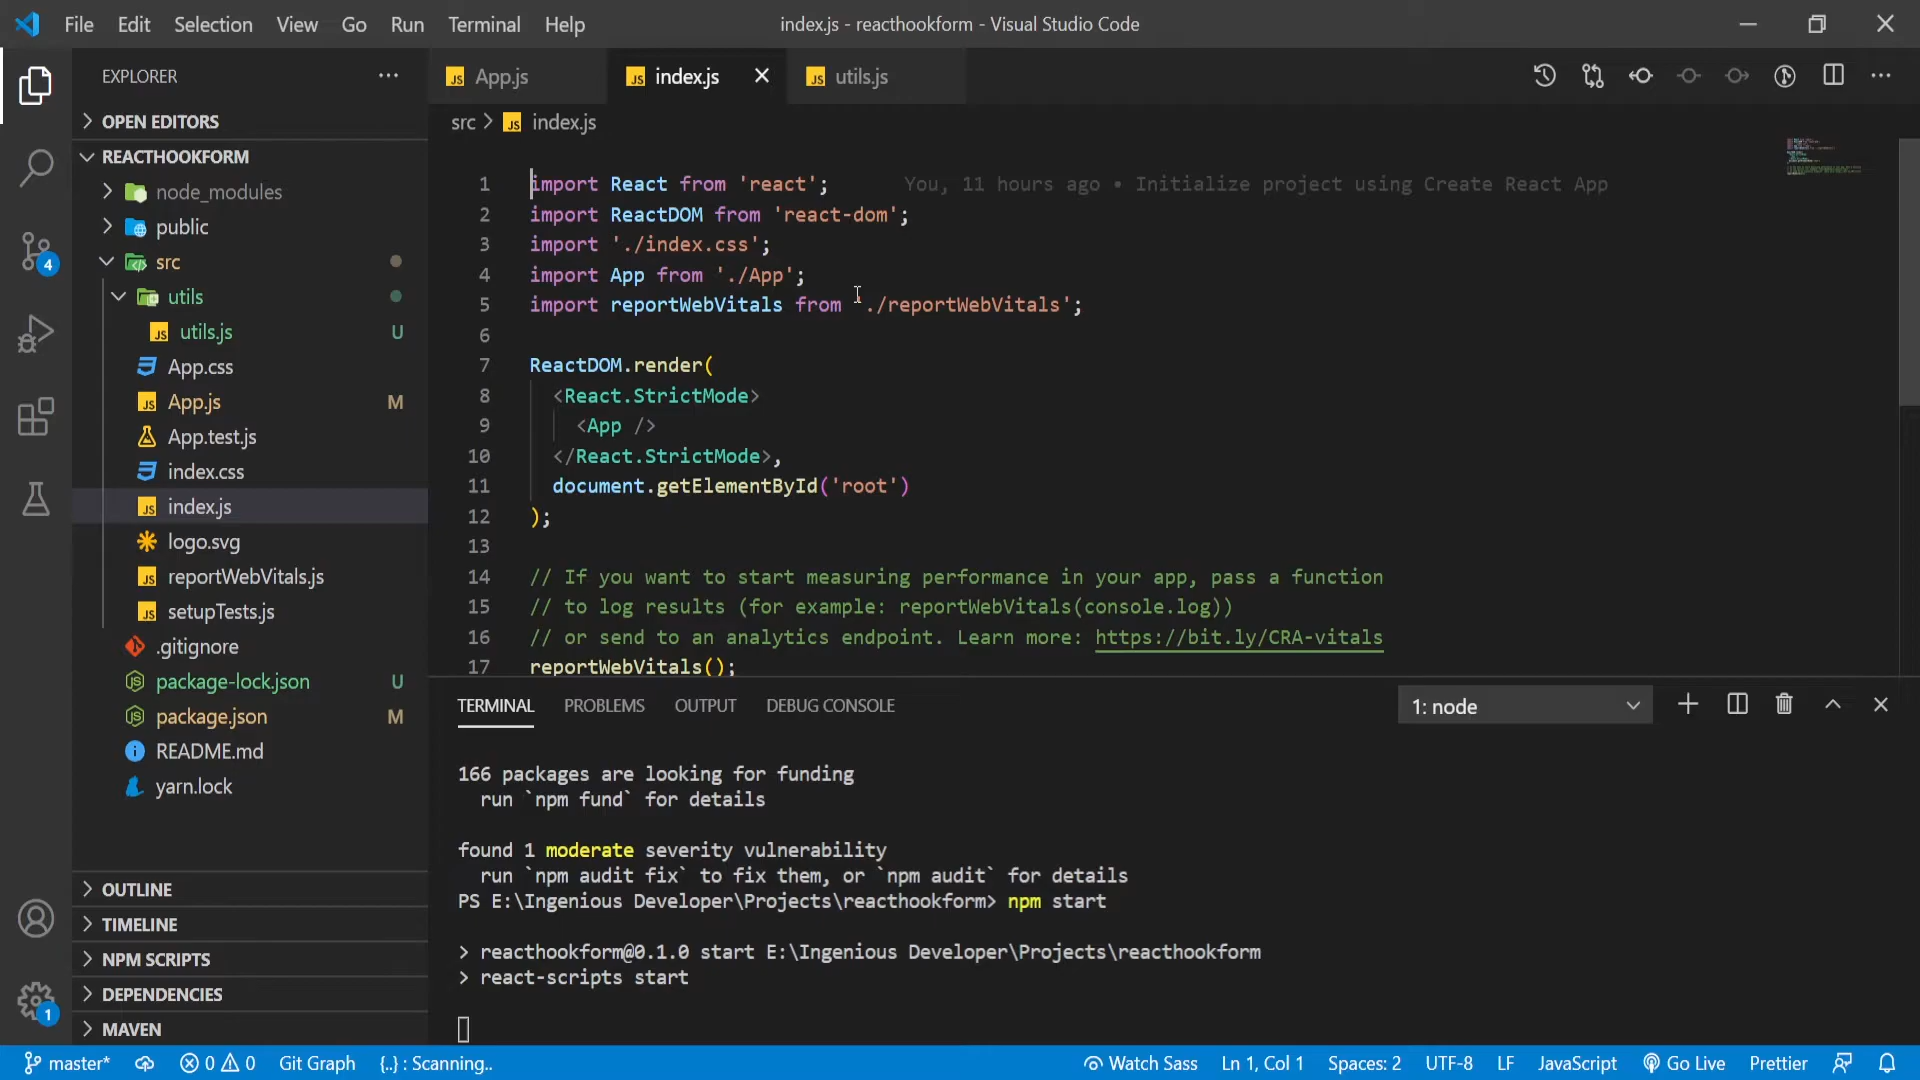 File Edit Selection View Go Run Terminal Help
index.js - reacthookform - Visual Studio Code
EXPLORER
OPEN EDITORS
REACTHOOKFORM
node_modules
public
src
utils
JS utils.js U
App.css
JS App.js M
App.test.js
index.css
JS index.js
logo.svg
JS reportWebVitals.js
JS setupTests.js
.gitignore
package-lock.json U
package.json M
README.md
yarn.lock
OUTLINE
TIMELINE
NPM SCRIPTS
DEPENDENCIES
MAVEN
4
1
JS App.js JS index.js JS utils.js
src > JS index.js
1 import React from 'react'; You, 11 hours ago • Initialize project using Create React App
2 import ReactDOM from 'react-dom';
3 import './index.css';
4 import App from './App';
5 import reportWebVitals from './reportWebVitals';
6
7 ReactDOM.render(
8 <React.StrictMode>
9 <App />
10 </React.StrictMode>,
11 document.getElementById('root')
12 );
13
14 // If you want to start measuring performance in your app, pass a function
15 // to log results (for example: reportWebVitals(console.log))
16 // or send to an analytics endpoint. Learn more: https://bit.ly/CRA-vitals
17 reportWebVitals();
TERMINAL PROBLEMS OUTPUT DEBUG CONSOLE 1: node
166 packages are looking for funding
run `npm fund` for details
found 1 moderate severity vulnerability
run `npm audit fix` to fix them, or `npm audit` for details
PS E:\Ingenious Developer\Projects\reacthookform> npm start
> reacthookform@0.1.0 start E:\Ingenious Developer\Projects\reacthookform
> react-scripts start
master* 0 0 Git Graph {..} : Scanning.. Watch Sass Ln 1, Col 1 Spaces: 2 UTF-8 LF JavaScript Go Live Prettier